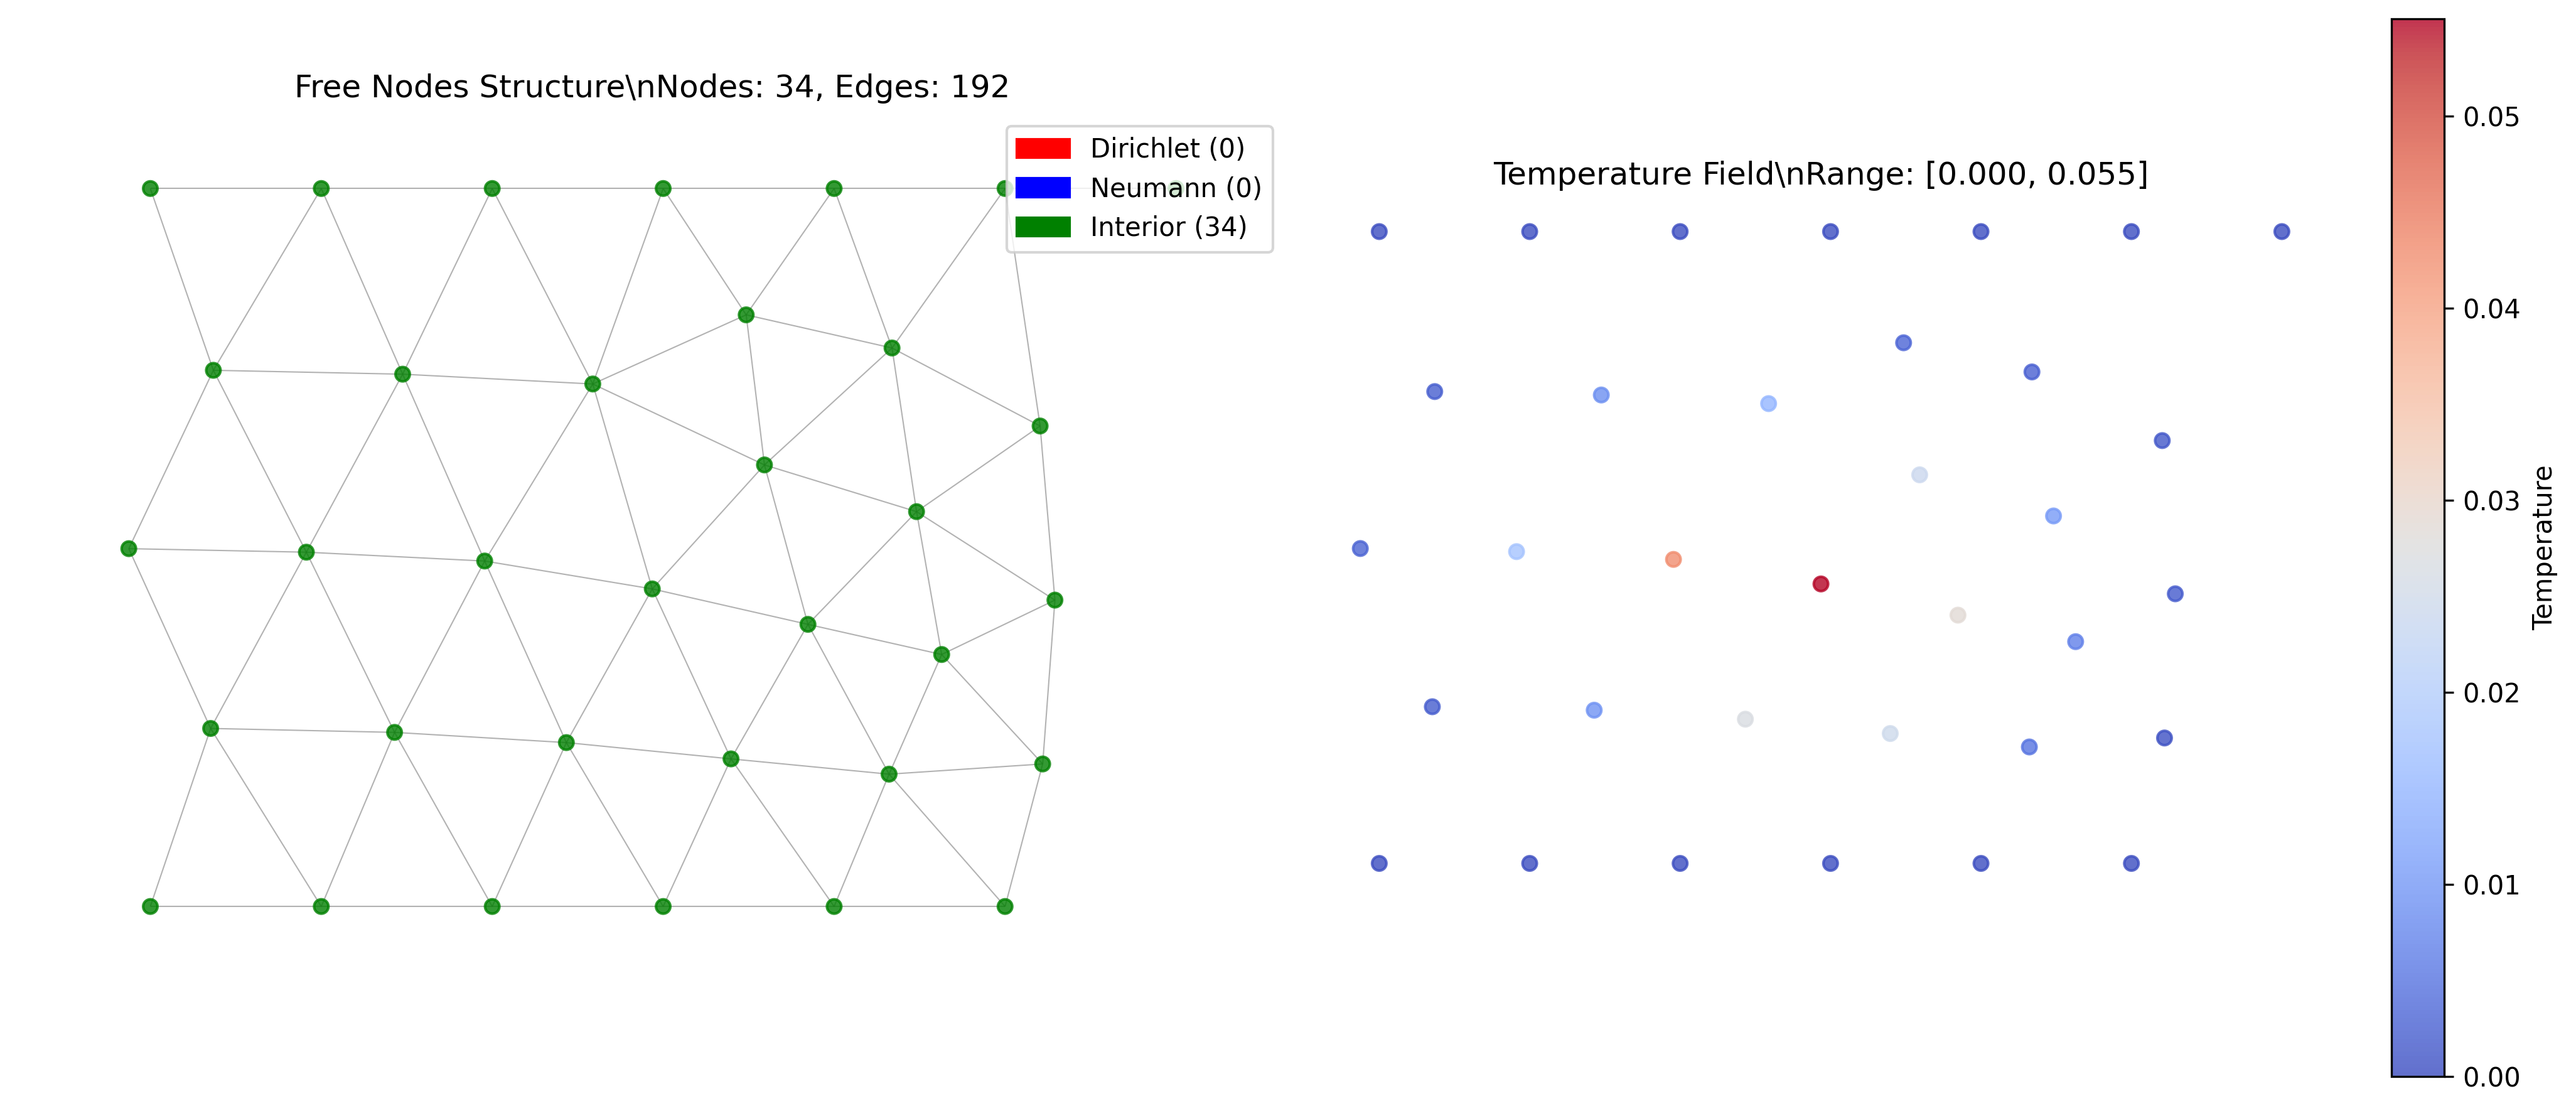 Free Nodes Structure\nNodes: 34, Edges: 192
Dirichlet (0)
Neumann (0)
Interior (34)
Temperature Field\nRange: [0.000, 0.055]
0.05
0.04
0.03
0.02
0.01
0.00
Temperature